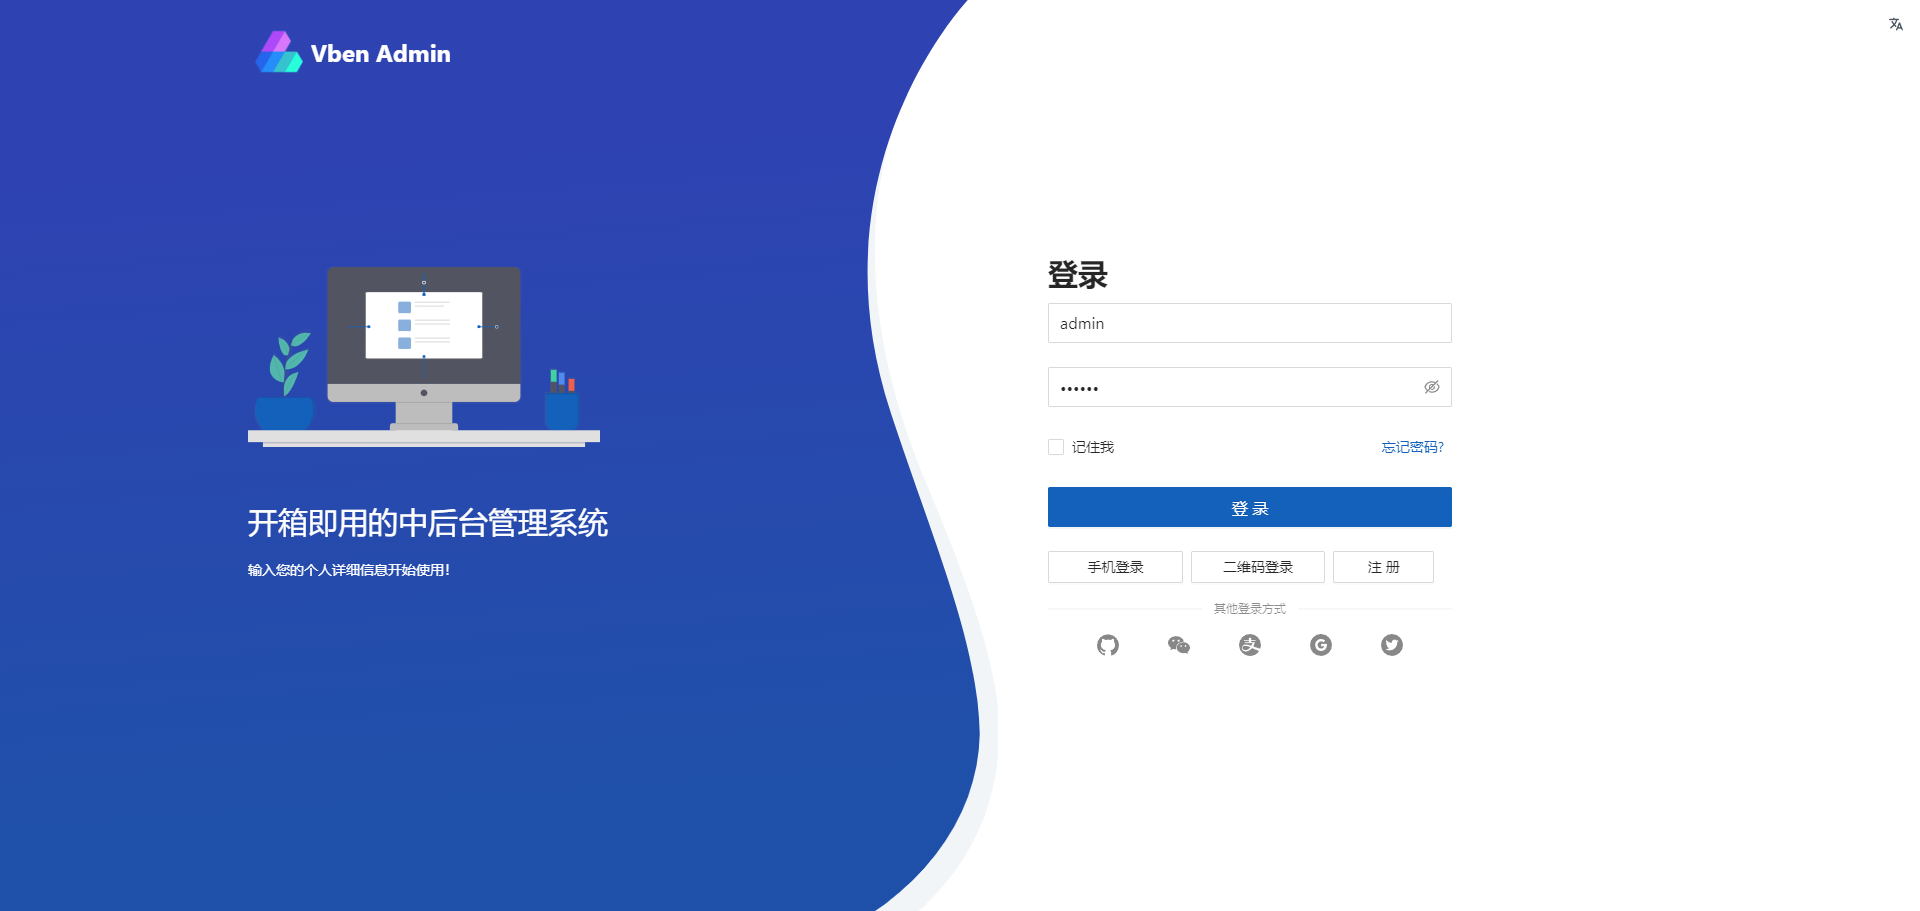 Vben Admin
开箱即用的中后台管理系统
输入您的个人详细信息开始使用!
登录
admin
••••••
记住我 忘记密码?
登 录
手机登录 二维码登录 注 册
其他登录方式